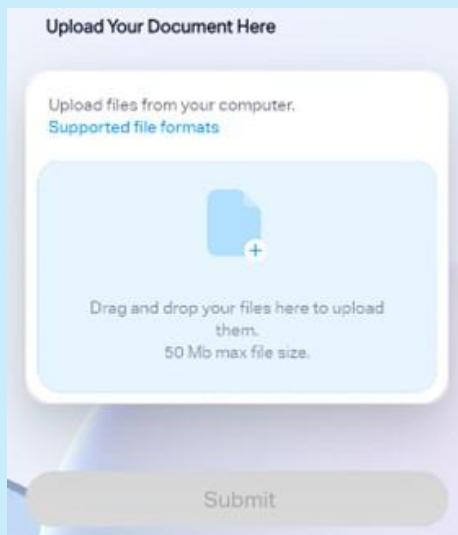 Upload Your Document Here
Upload files from your computer.
Supported file formats
Drag and drop your files here to upload
them.
50 Mb max file size.
Submit